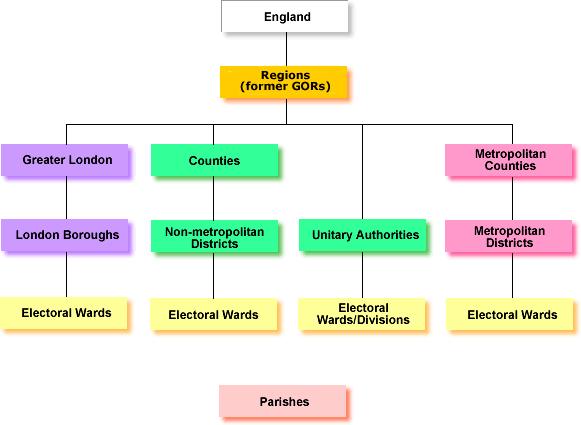 England
Regions
(former GORs)
Greater London
Counties
Metropolitan
Counties
London Boroughs
Non-metropolitan
Districts
Unitary Authorities
Metropolitan
Districts
Electoral Wards
Electoral Wards
Electoral
Wards/Divisions
Electoral Wards
Parishes